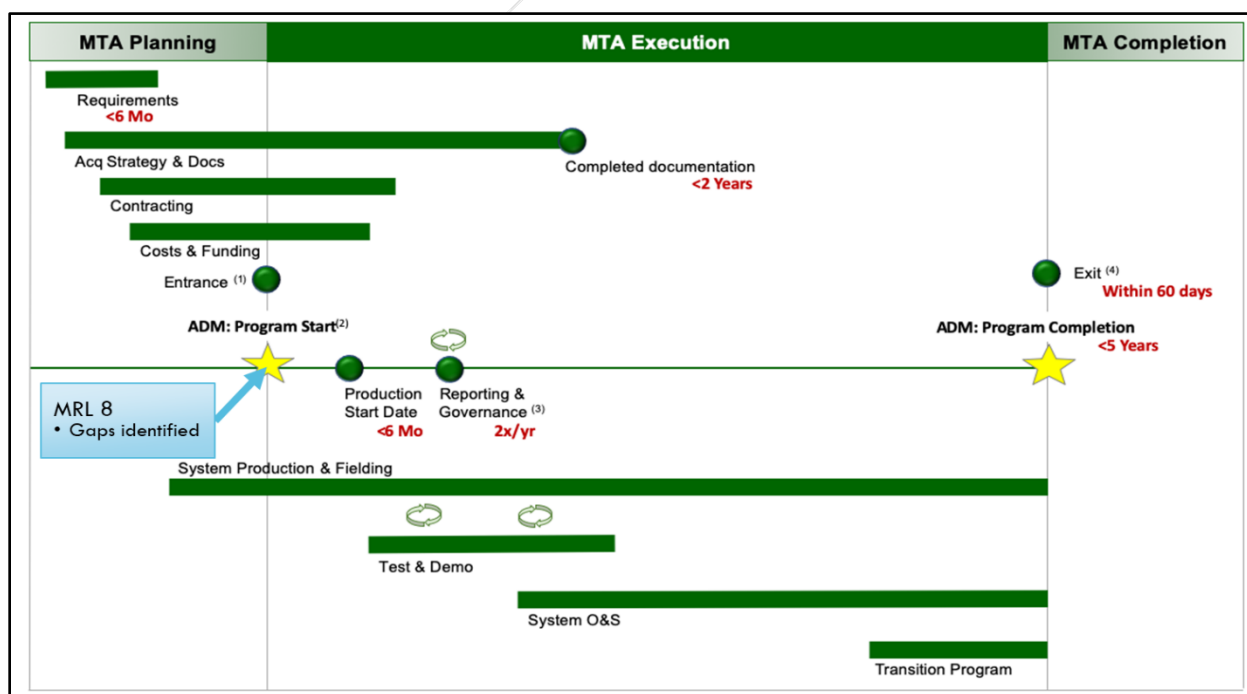 MTA Planning
MTA Execution
MTA Completion
Requirements
<6 Mo
Acq Strategy & Docs
Completed documentation
<2 Years
Contracting
Costs & Funding
Entrance (1)
Exit (4)
Within 60 days
ADM: Program Start(2)
ADM: Program Completion
<5 Years
MRL 8
• Gaps identified
Production
Start Date
<6 Mo
Reporting &
Governance (3)
2x/yr
System Production & Fielding
Test & Demo
System O&S
Transition Program